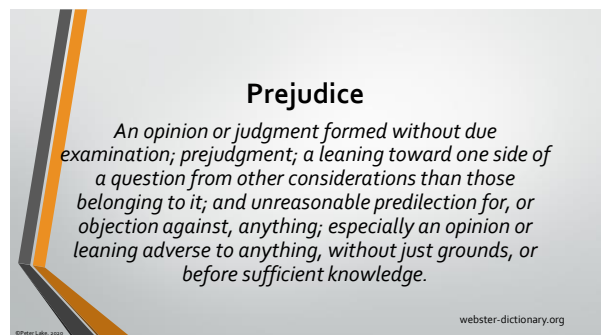 Prejudice
An opinion or judgment formed without due
examination; prejudgment; a leaning toward one side of
a question from other considerations than those
belonging to it; and unreasonable predilection for, or
objection against, anything; especially an opinion or
leaning adverse to anything, without just grounds, or
before sufficient knowledge.
webster-dictionary.org
©Peter Lake, 2020